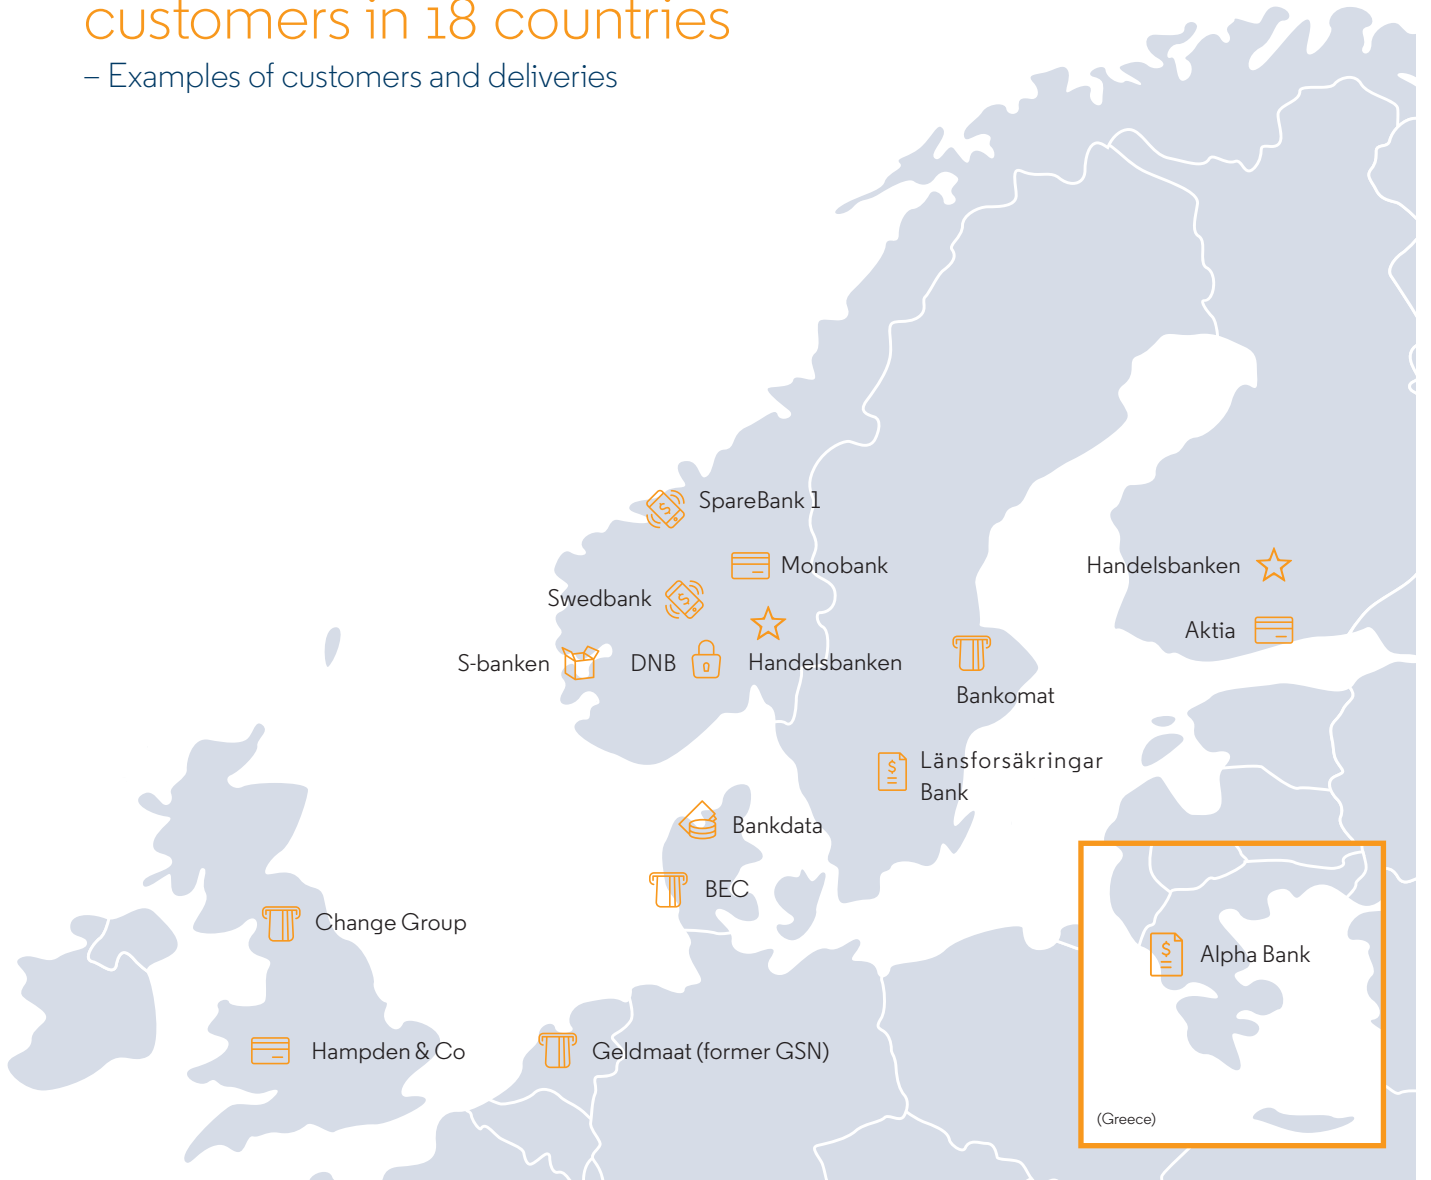 customers in 18 countries
– Examples of customers and deliveries
SpareBank 1
Monobank
Handelsbanken
Swedbank
Aktia
S-banken
DNB
Handelsbanken
Bankomat
Länsforsäkringar
Bank
Bankdata
BEC
Change Group
Alpha Bank
Hampden & Co
Geldmaat (former GSN)
(Greece)